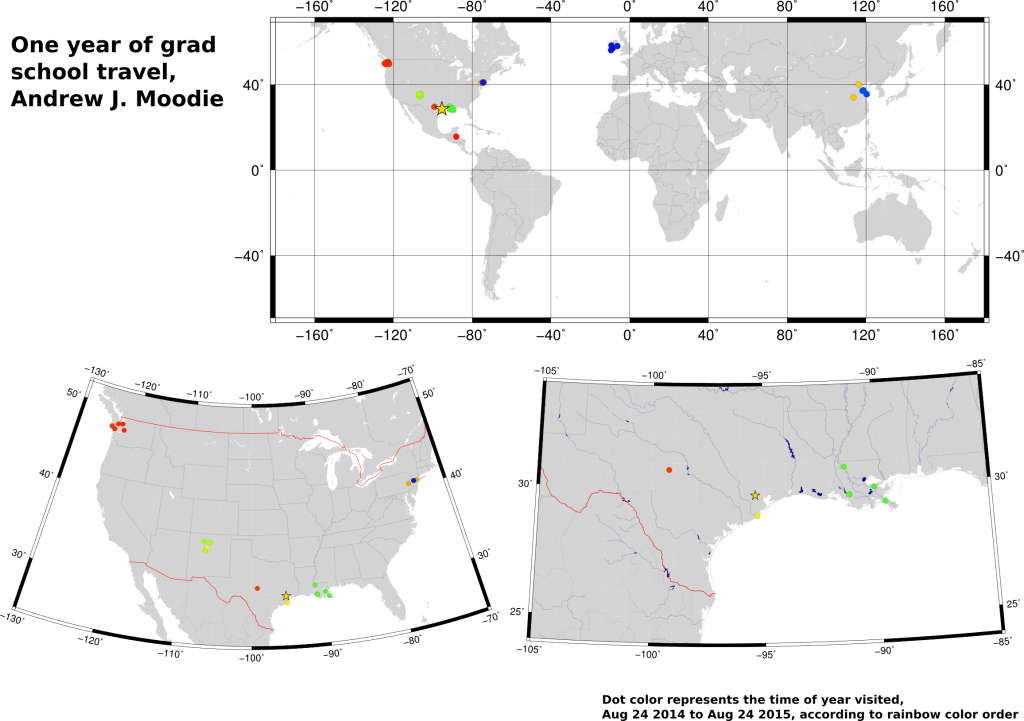 One year of grad
school travel,
Andrew J. Moodie
−160˚ −120˚ −80˚ −40˚ 0˚ 40˚ 80˚ 120˚ 160˚
40˚ 40˚
0˚ 0˚
−40˚ −40˚
−160˚ −120˚ −80˚ −40˚ 0˚ 40˚ 80˚ 120˚ 160˚
−130˚ −120˚ −110˚ −100˚ −90˚ −80˚ −70˚
50˚ 50˚
40˚ 40˚
30˚ 30˚
−130˚ −120˚ −110˚ −100˚ −90˚ −80˚ −70˚
−105˚ −100˚ −95˚ −90˚ −85˚
30˚ 30˚
25˚ 25˚
−105˚ −100˚ −95˚ −90˚ −85˚
Dot color represents the time of year visited,
Aug 24 2014 to Aug 24 2015, according to rainbow color order